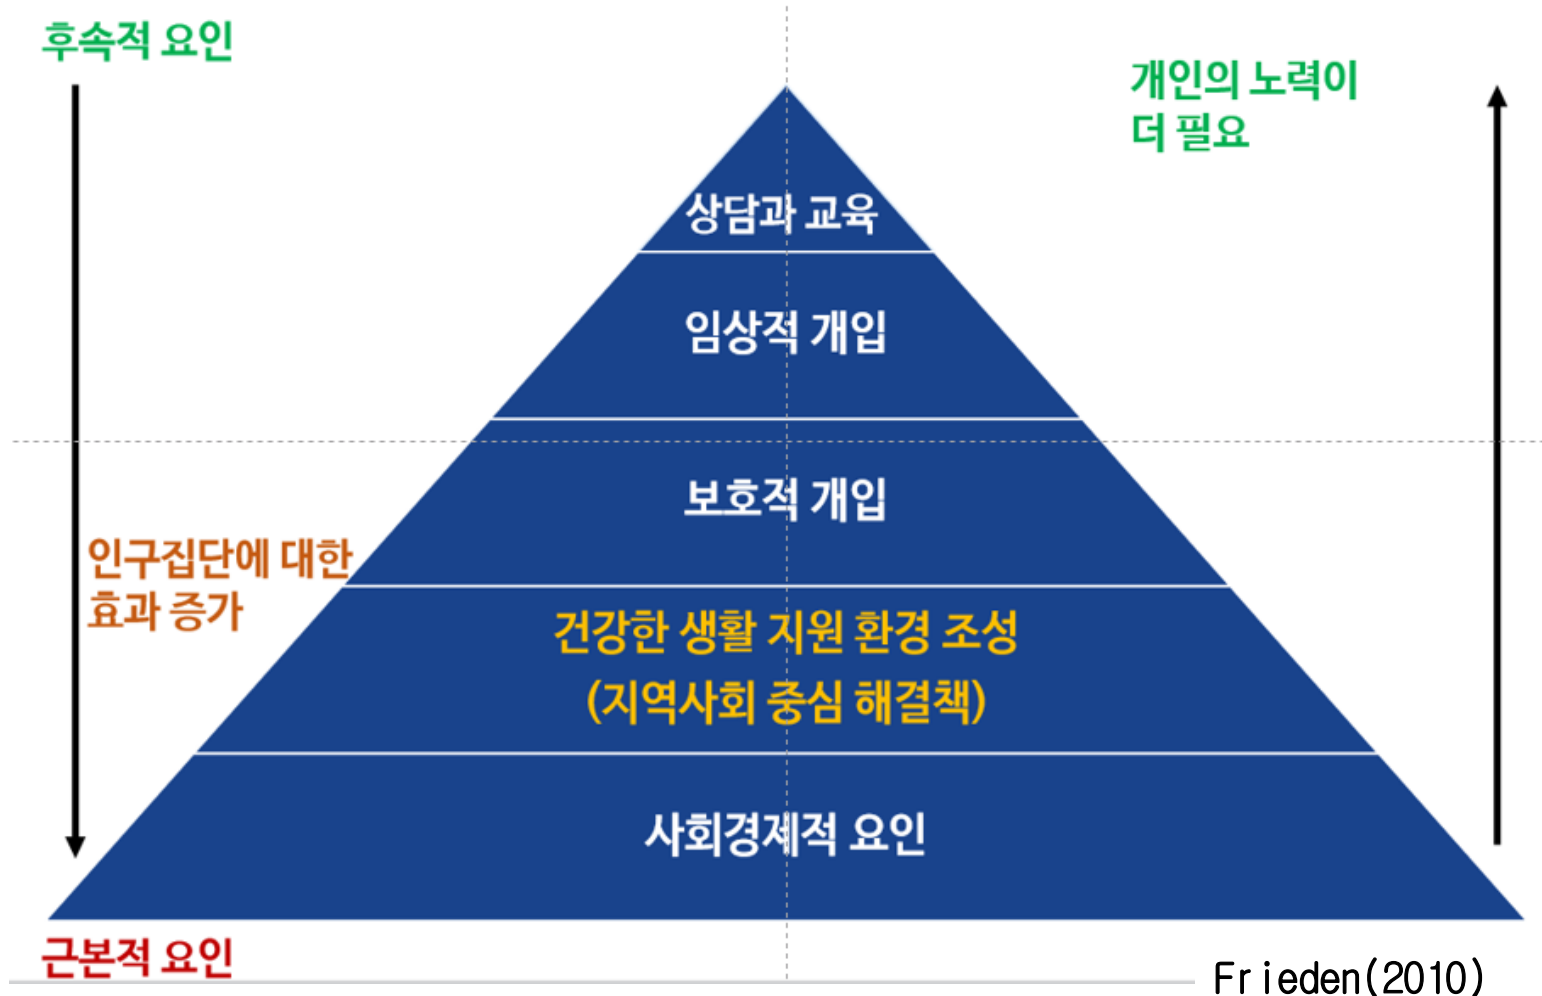 후속적 요인
개인의 노력이
더 필요
상담과 교육
임상적 개입
보호적 개입
인구집단에 대한
효과 증가
건강한 생활 지원 환경 조성
(지역사회 중심 해결책)
사회경제적 요인
근본적 요인
Frieden(2010)